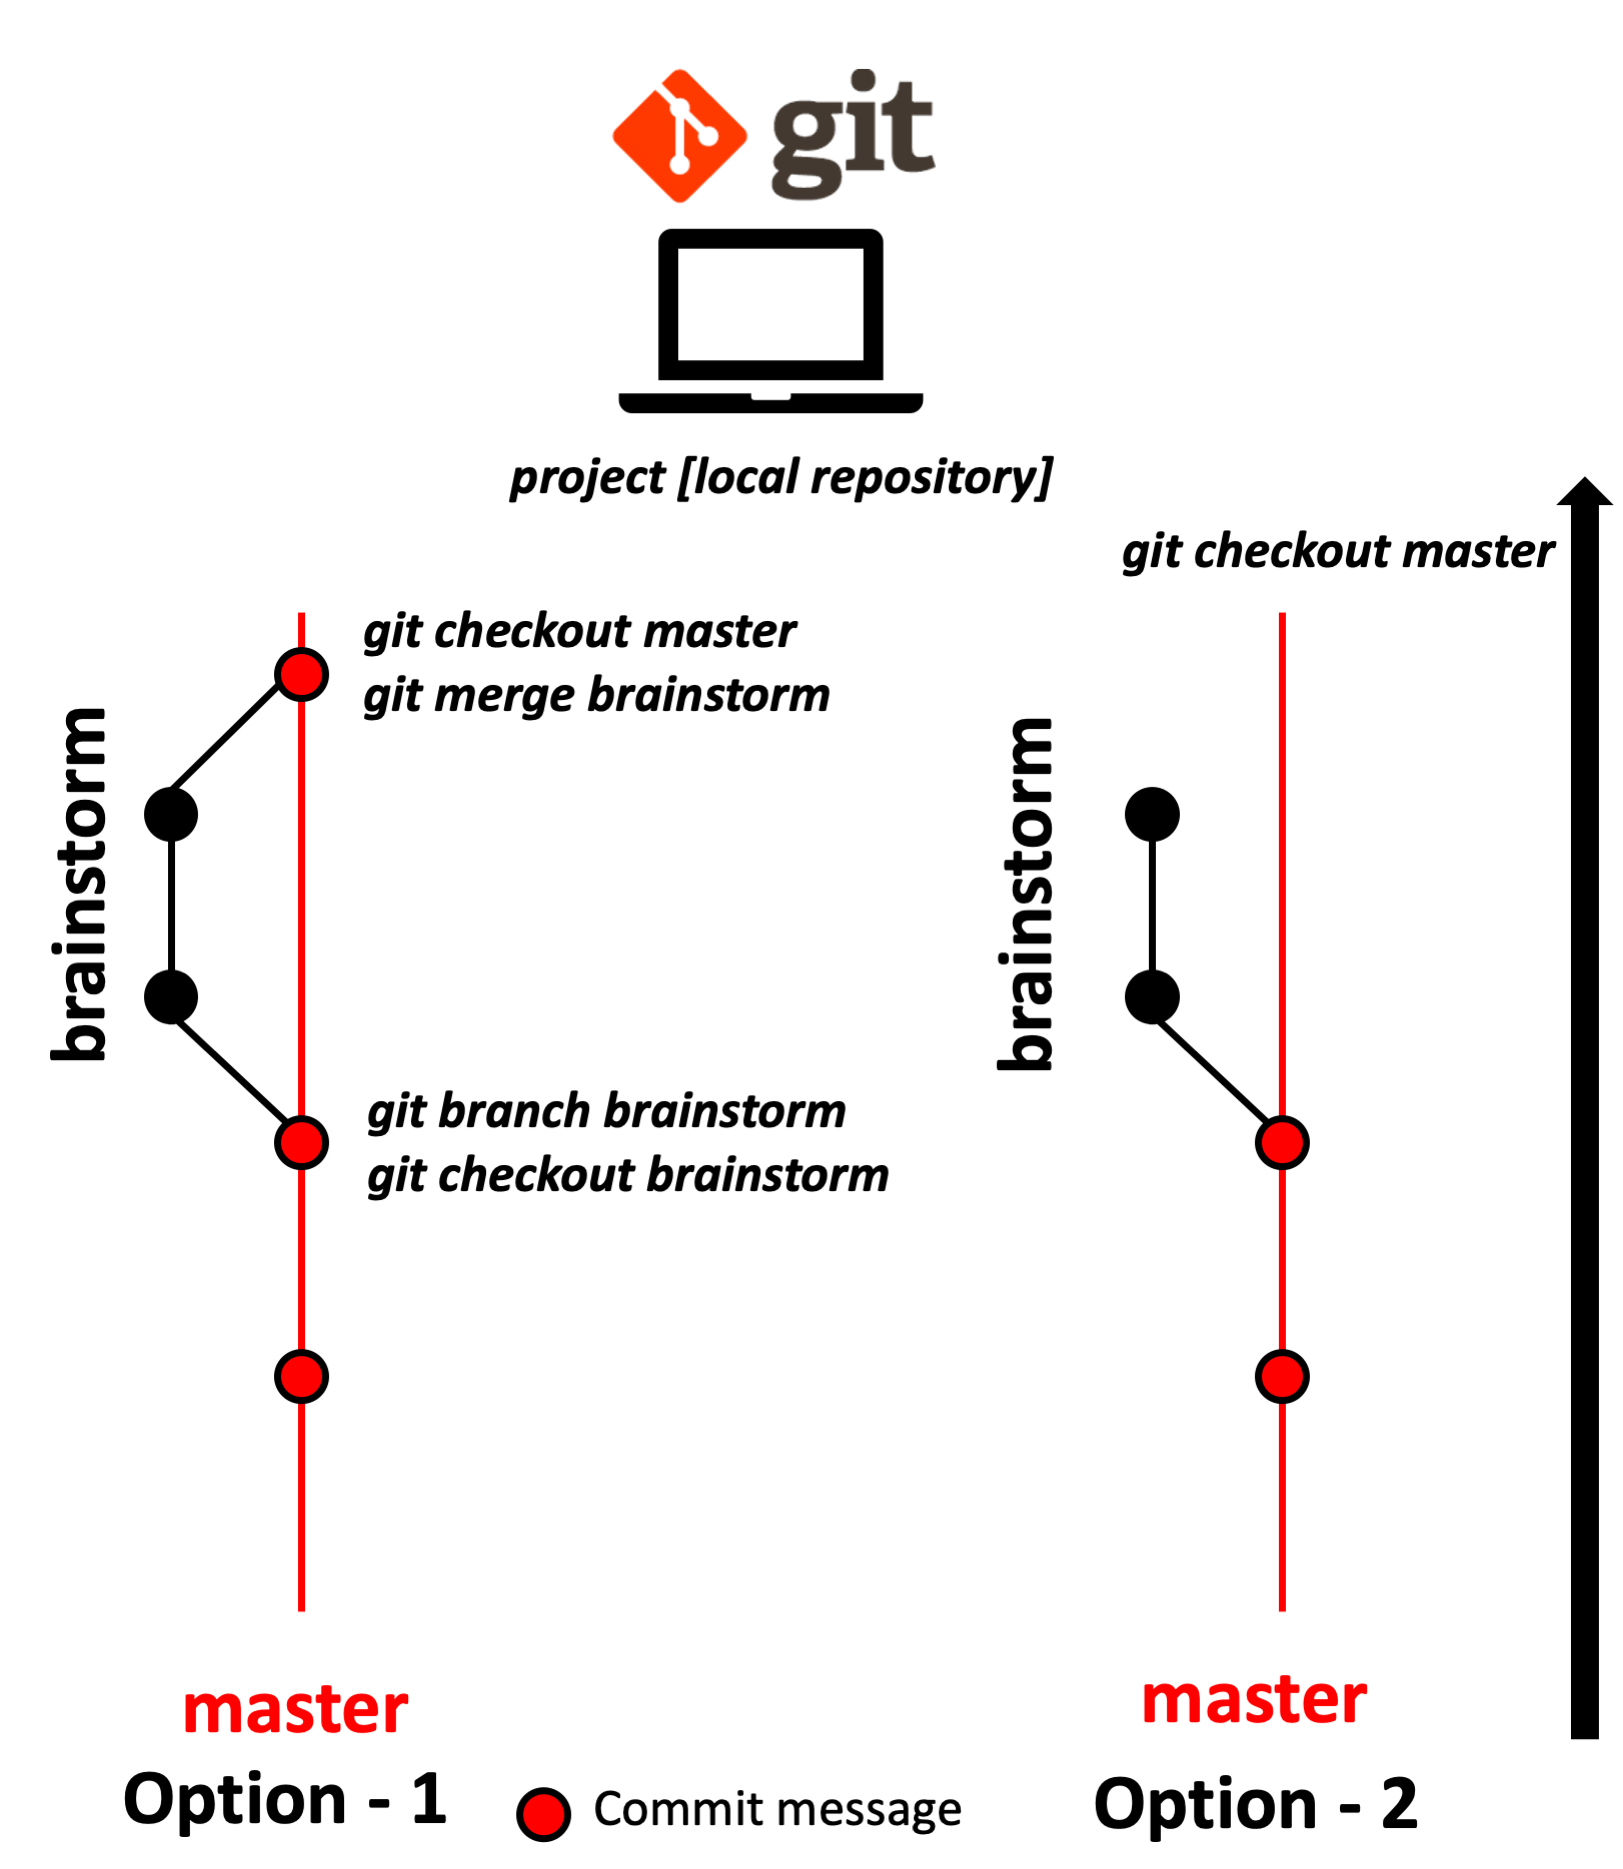 git
project [local repository]
git checkout master
git checkout master
git merge brainstorm
brainstorm
brainstorm
git branch brainstorm
git checkout brainstorm
master
master
Option - 1
Commit message
Option - 2